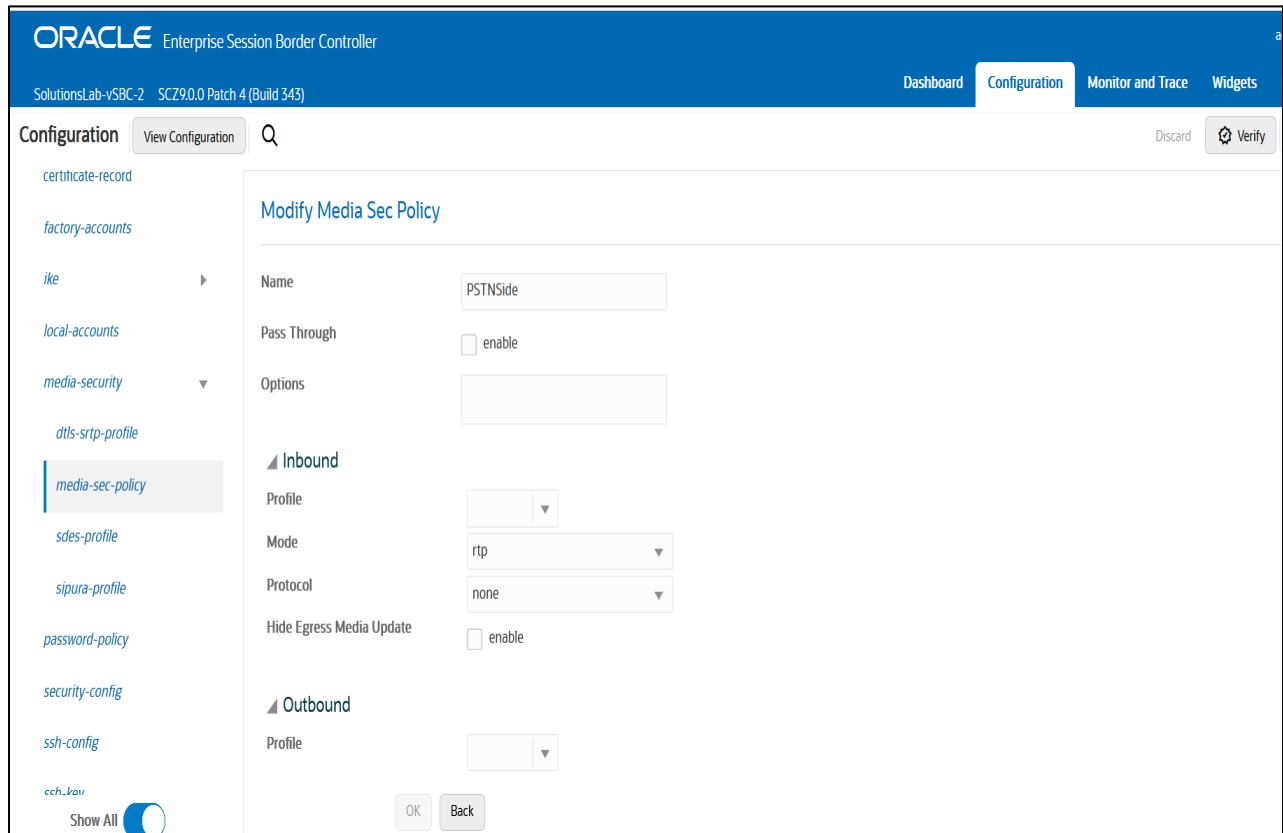 ORACLE Enterprise Session Border Controller
SolutionsLab-vSBC-2 SCZ9.0.0 Patch 4 (Build 343)
Dashboard Configuration Monitor and Trace Widgets
Configuration View Configuration Discard Verify
certificate-record
factory-accounts
ike
local-accounts
media-security
dtls-srtp-profile
media-sec-policy
sdes-profile
sipura-profile
password-policy
security-config
ssh-config
ssh-key
Show All
Modify Media Sec Policy
Name PSTNSide
Pass Through enable
Options
Inbound
Profile
Mode rtp
Protocol none
Hide Egress Media Update enable
Outbound
Profile
OK Back